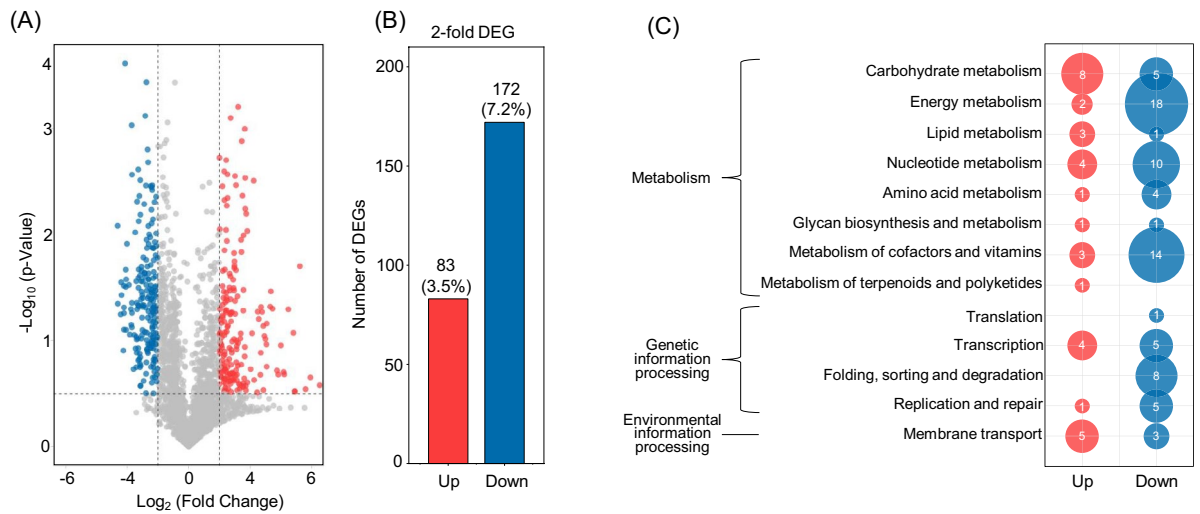 (A)
4
3
2
1
0
-Log10 (p-Value)
-6
-4
0
4
6
Log2 (Fold Change)
(B)
2-fold DEG
200
150
100
50
0
Number of DEGs
83
(3.5%)
172
(7.2%)
Up
Down
(C)
Metabolism
Genetic
information
processing
Environmental
information
processing
Carbohydrate metabolism
8
5
Energy metabolism
2
18
Lipid metabolism
3
1
Nucleotide metabolism
4
10
Amino acid metabolism
1
4
Glycan biosynthesis and metabolism
1
1
Metabolism of cofactors and vitamins
3
14
Metabolism of terpenoids and polyketides
1
Translation
1
Transcription
4
5
Folding, sorting and degradation
8
Replication and repair
1
5
Membrane transport
5
3
Up
Down